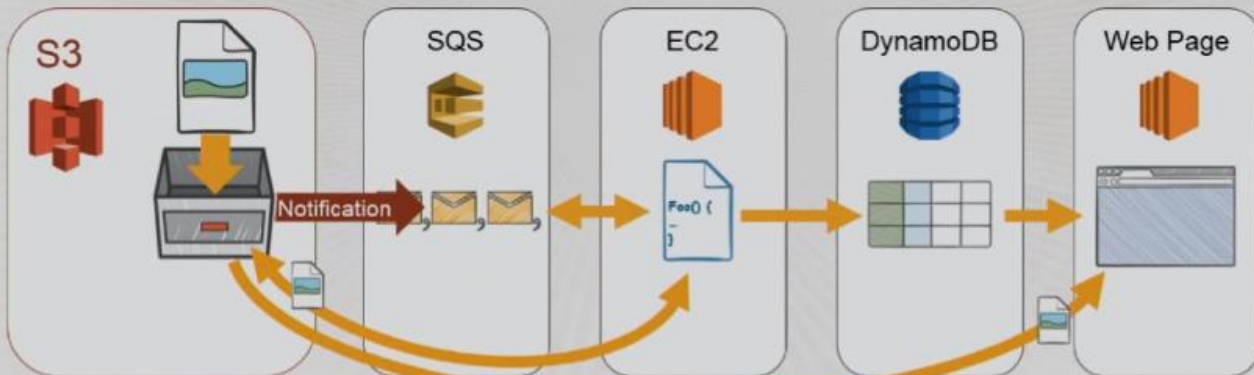 S3
SQS
EC2
DynamoDB
Web Page
Notification
Foo() {
_
}